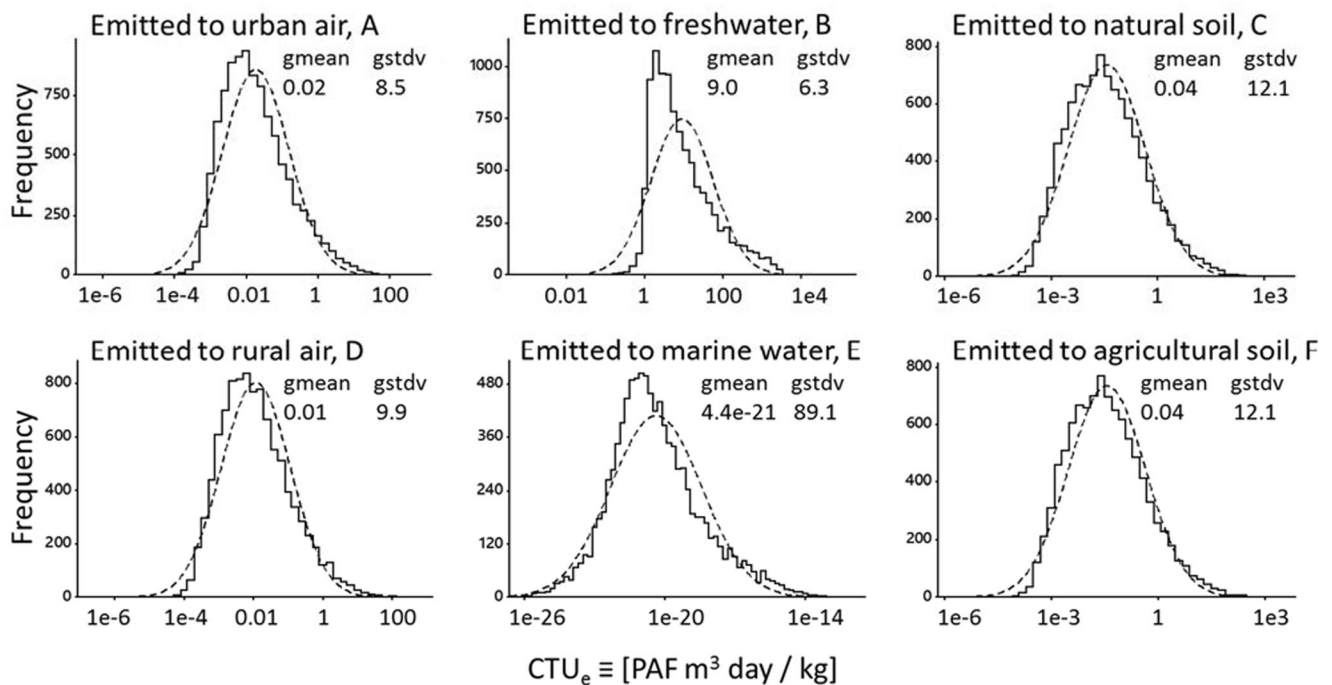 Emitted to urban air, A
gmean gstdv
0.02 8.5
Frequency
750
500
250
0
1e-6 1e-4 0.01 1 100
Emitted to freshwater, B
gmean gstdv
9.0 6.3
1000
750
500
250
0
0.01 1 100 1e+4
Emitted to natural soil, C
gmean gstdv
0.04 12.1
800
600
400
200
0
1e-6 1e-3 1 1e+3
Emitted to rural air, D
gmean gstdv
0.01 9.9
Frequency
800
600
400
200
0
1e-6 1e-4 0.01 1 100
Emitted to marine water, E
gmean gstdv
4.4e-21 89.1
480
360
240
120
0
1e-26 1e-20 1e-14
Emitted to agricultural soil, F
gmean gstdv
0.04 12.1
800
600
400
200
0
1e-6 1e-3 1 1e+3
CTUₑ ≡ [PAF m³ day / kg]